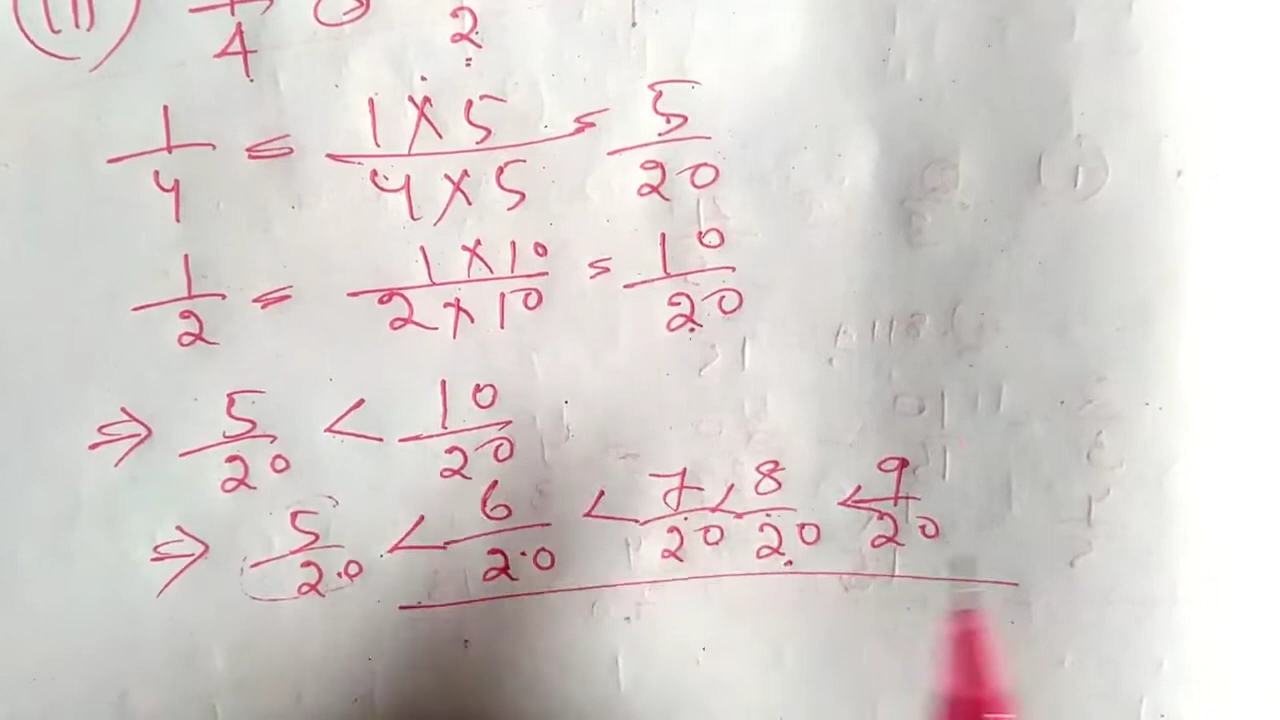 (ii) 1/4 2
1/4 = 1×5/4×5 = 5/20
1/2 = 1×10/2×10 = 10/20
⇒ 5/20 < 10/20
⇒ 5/20 < 6/20 < 7/20 < 8/20 < 9/20